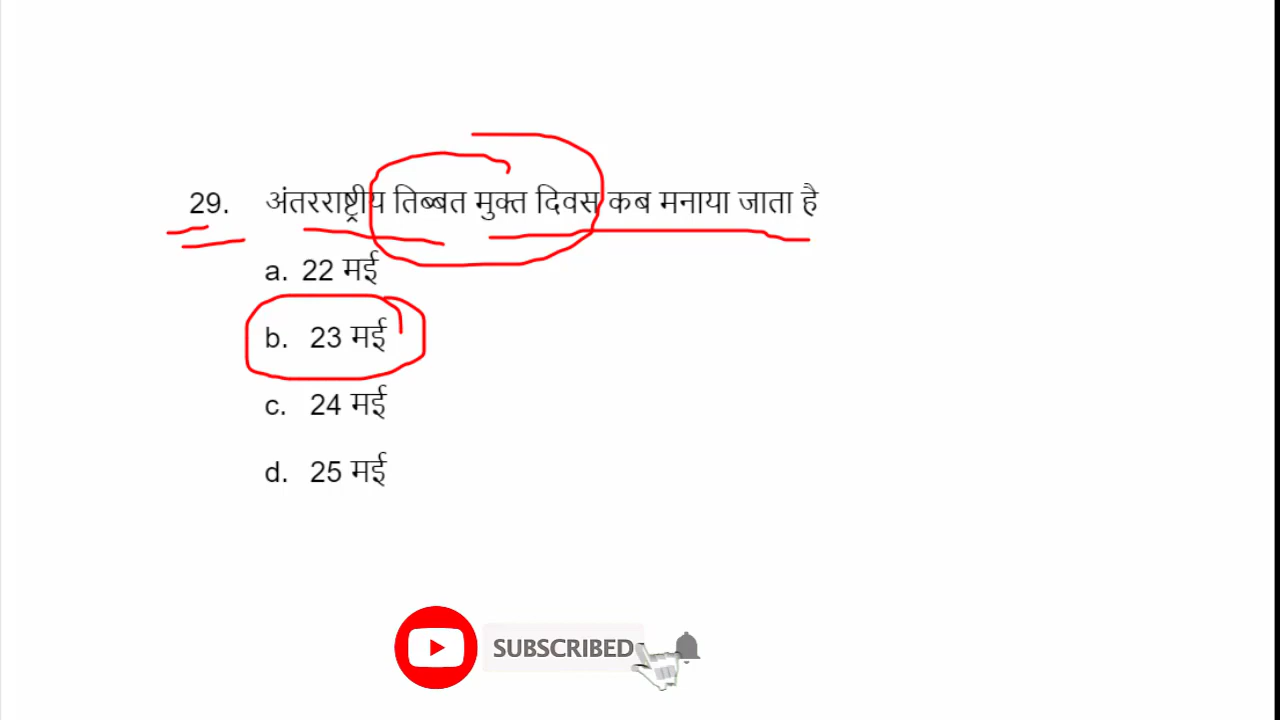 29. अंतरराष्ट्रीय तिब्बत मुक्त दिवस कब मनाया जाता है
a. 22 मई
b. 23 मई
c. 24 मई
d. 25 मई
SUBSCRIBED